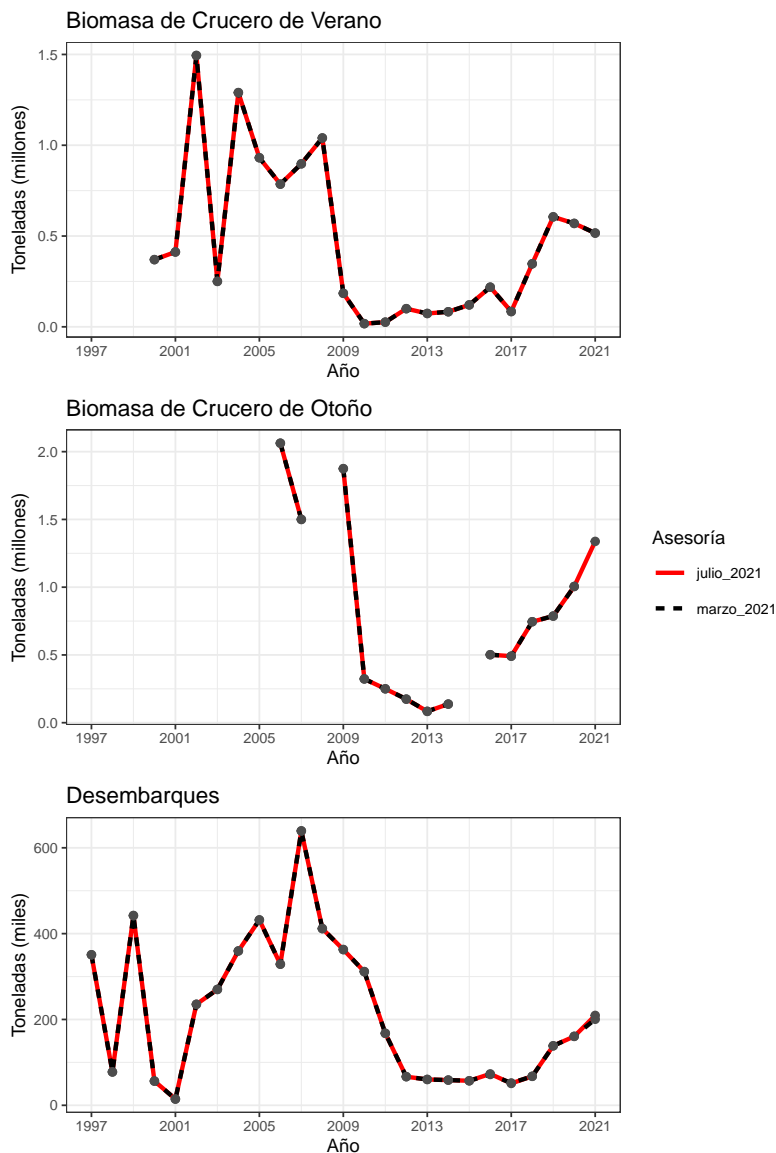 Biomasa de Crucero de Verano
Toneladas (millones)
1.5
1.0
0.5
0.0
1997 2001 2005 2009 2013 2017 2021
Año
Biomasa de Crucero de Otoño
Toneladas (millones)
2.0
1.5
1.0
0.5
0.0
1997 2001 2005 2009 2013 2017 2021
Año
Asesoría
julio_2021
marzo_2021
Desembarques
Toneladas (miles)
600
400
200
0
1997 2001 2005 2009 2013 2017 2021
Año